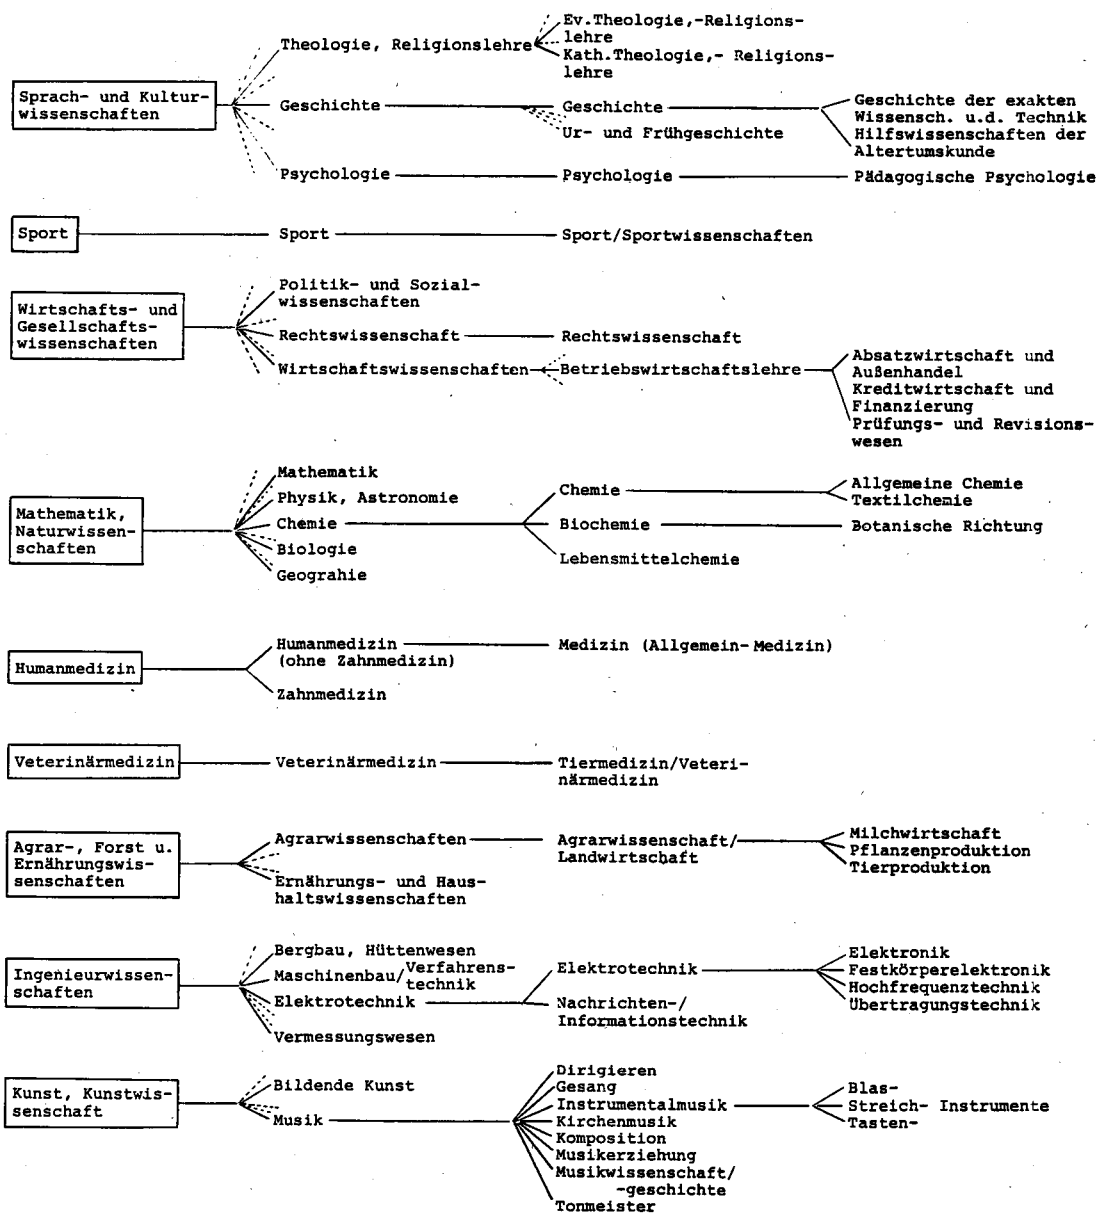 Ev.Theologie,-Religions-
lehre
Theologie, Religionslehre
Kath.Theologie,- Religions-
lehre
Sprach- und Kultur-
wissenschaften
Geschichte
Geschichte
Geschichte der exakten
Wissensch. u.d. Technik
Ur- und Frühgeschichte
Hilfswissenschaften der
Altertumskunde
Psychologie
Psychologie
Pädagogische Psychologie
Sport
Sport
Sport/Sportwissenschaften
Wirtschafts- und
Gesellschafts-
wissenschaften
Politik- und Sozial-
wissenschaften
Rechtswissenschaft
Rechtswissenschaft
Wirtschaftswissenschaften
Betriebswirtschaftslehre
Absatzwirtschaft und
Außenhandel
Kreditwirtschaft und
Finanzierung
Prüfungs- und Revisions-
wesen
Mathematik,
Naturwissen-
schaften
Mathematik
Physik, Astronomie
Chemie
Biologie
Geograhie
Chemie
Allgemeine Chemie
Textilchemie
Biochemie
Botanische Richtung
Lebensmittelchemie
Humanmedizin
Humanmedizin
(ohne Zahnmedizin)
Medizin (Allgemein-Medizin)
Zahnmedizin
Veterinärmedizin
Veterinärmedizin
Tiermedizin/Veteri-
närmedizin
Agrar-, Forst u.
Ernährungswis-
senschaften
Agrarwissenschaften
Agrarwissenschaft/
Landwirtschaft
Milchwirtschaft
Pflanzenproduktion
Tierproduktion
Ernährungs- und Haus-
haltswissenschaften
Ingenieurwissen-
schaften
Bergbau, Hüttenwesen
Maschinenbau/Verfahrens-
technik
Elektrotechnik
Vermessungswesen
Elektrotechnik
Nachrichten-/
Informationstechnik
Elektronik
Festkörperelektronik
Hochfrequenztechnik
Übertragungstechnik
Kunst, Kunstwis-
senschaft
Bildende Kunst
Musik
Dirigieren
Gesang
Instrumentalmusik
Kirchenmusik
Komposition
Musikerziehung
Musikwissenschaft/
-geschichte
Tonmeister
Blas-
Streich- Instrumente
Tasten-